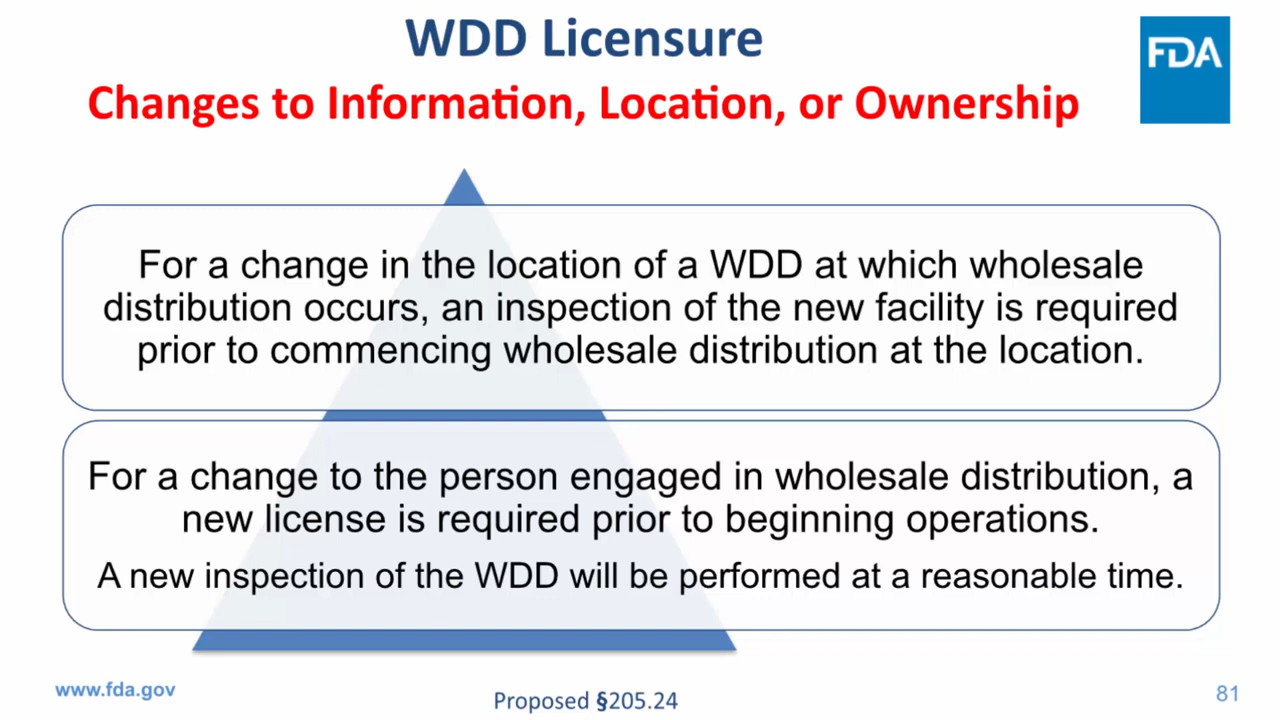 WDD Licensure
FDA
Changes to Information, Location, or Ownership
For a change in the location of a WDD at which wholesale
distribution occurs, an inspection of the new facility is required
prior to commencing wholesale distribution at the location.
For a change to the person engaged in wholesale distribution, a
new license is required prior to beginning operations.
A new inspection of the WDD will be performed at a reasonable time.
www.fda.gov
Proposed §205.24
81